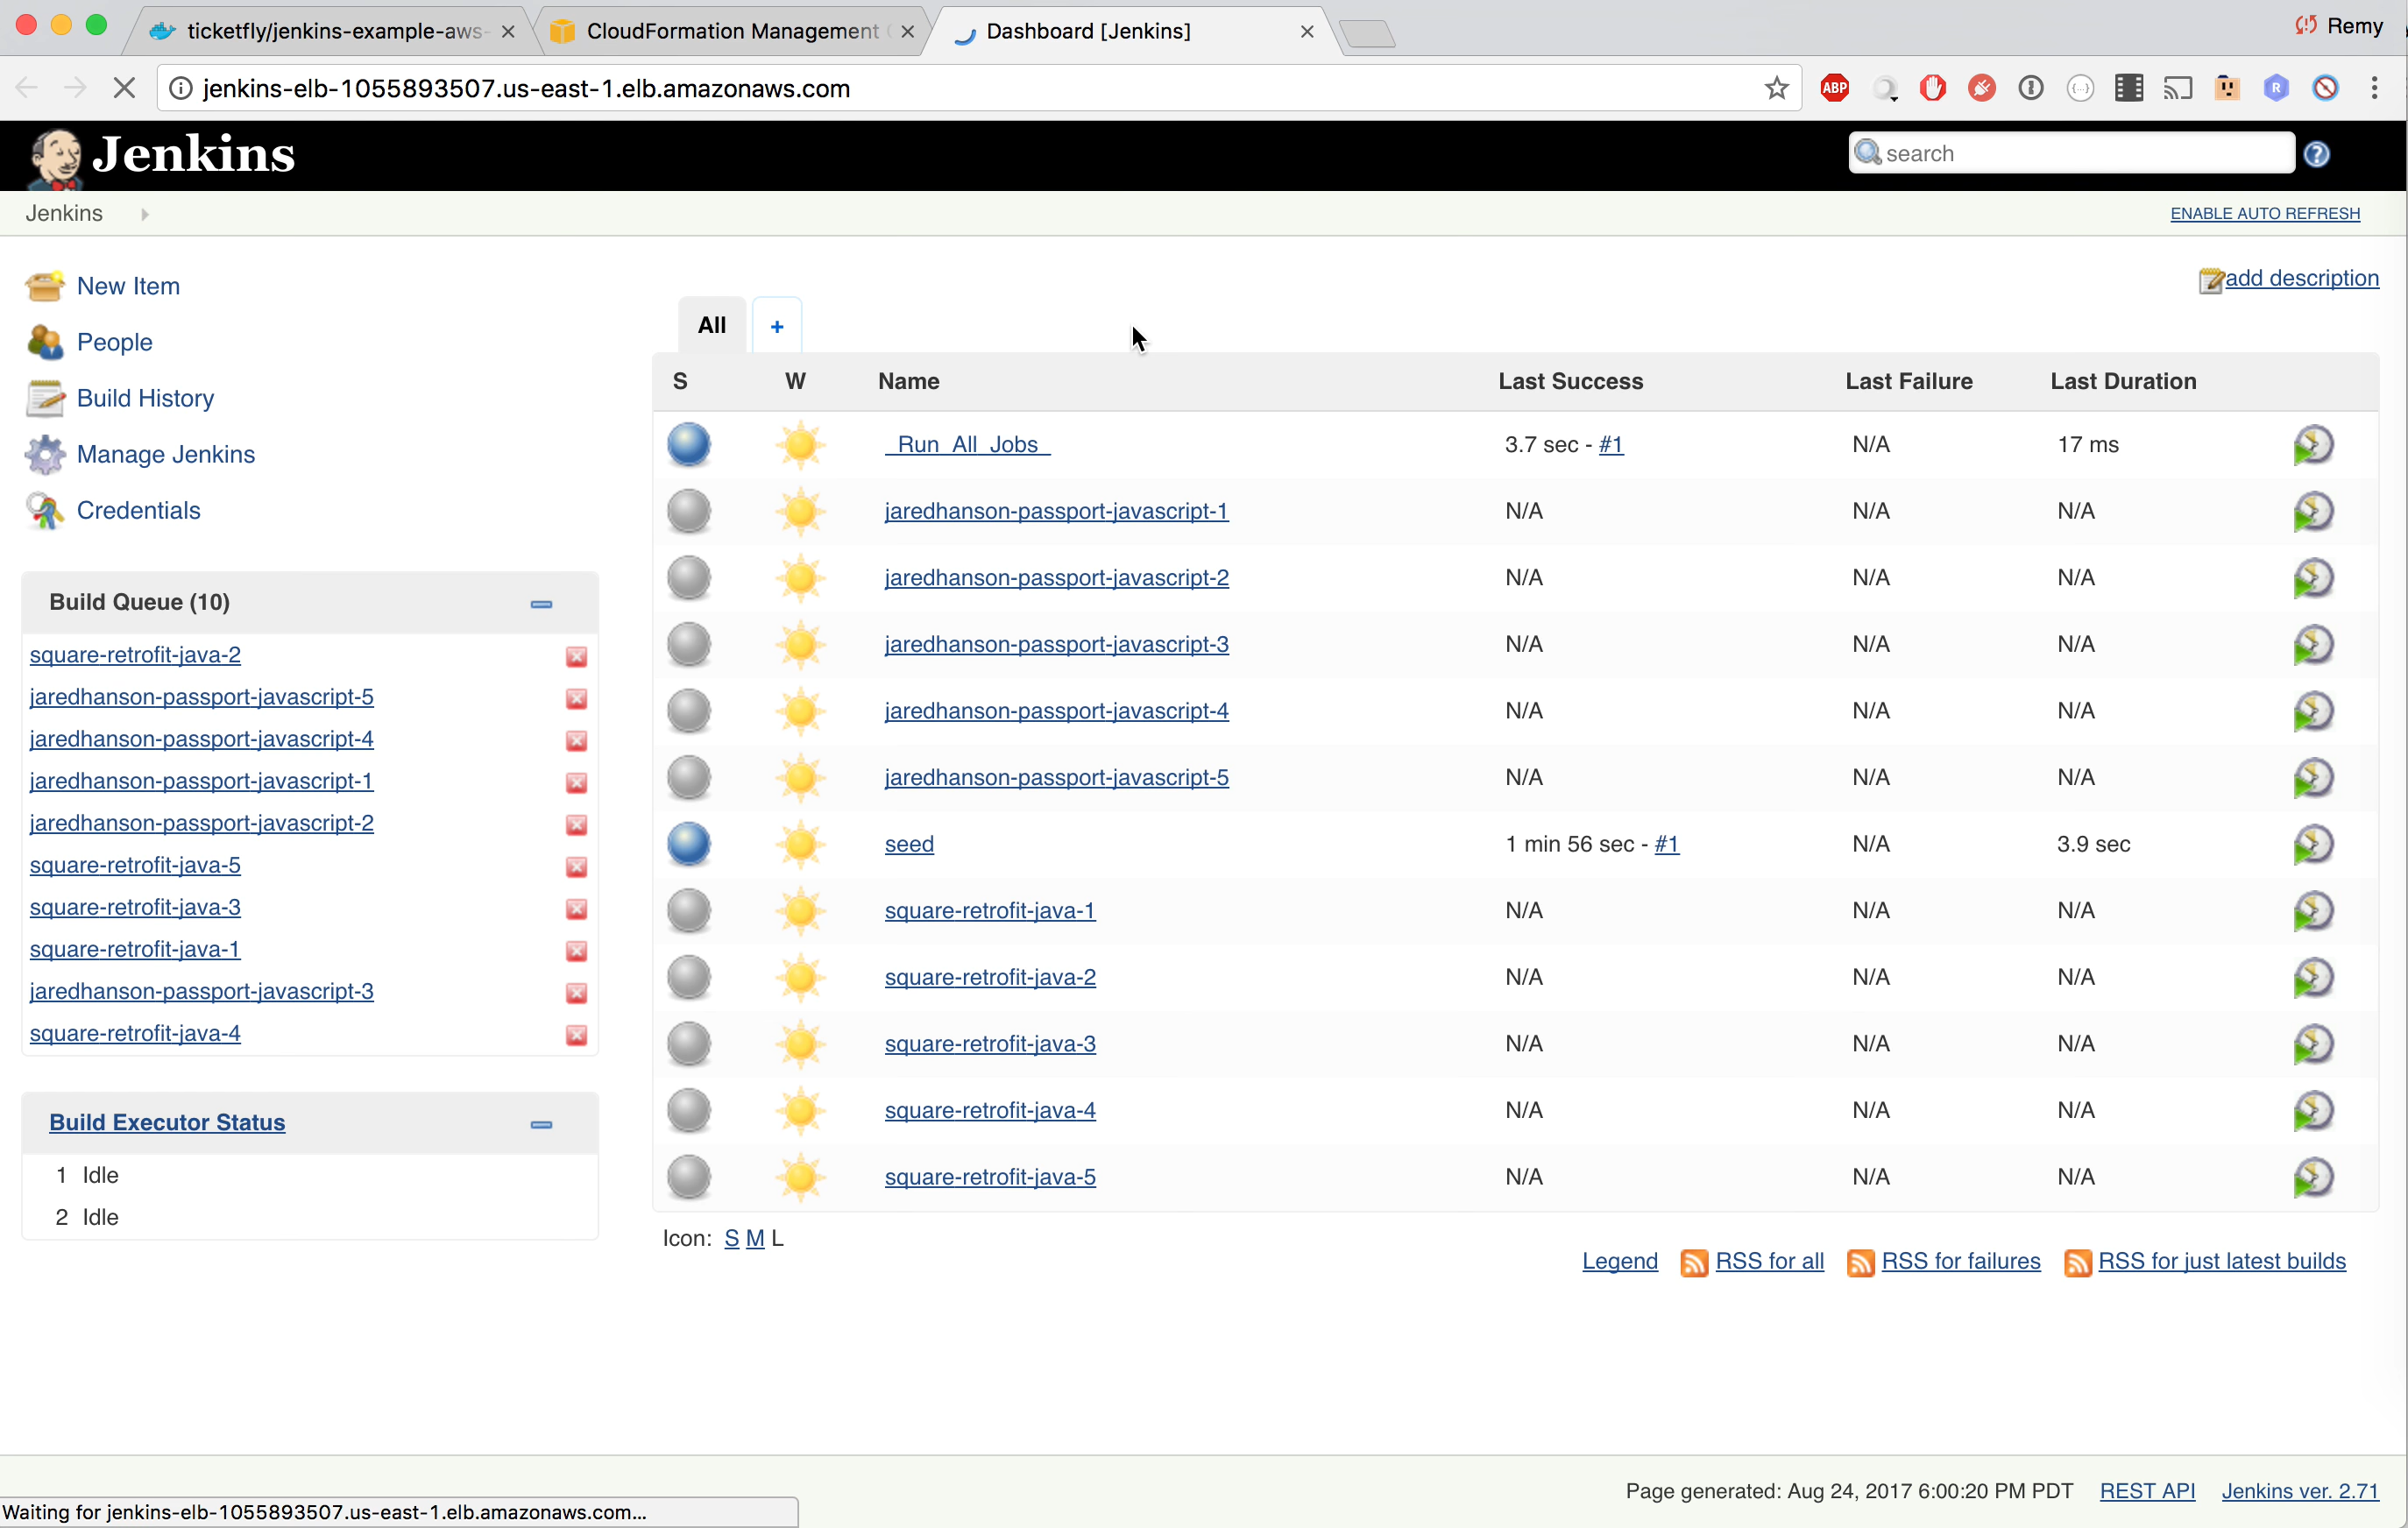 ticketfly/jenkins-example-aws-
CloudFormation Management
Dashboard [Jenkins]
Remy
jenkins-elb-1055893507.us-east-1.elb.amazonaws.com
ABP
R
Jenkins
search
?
Jenkins
ENABLE AUTO REFRESH
New Item
People
Build History
Manage Jenkins
Credentials
add description
Build Queue (10)
square-retrofit-java-2
jaredhanson-passport-javascript-5
jaredhanson-passport-javascript-4
jaredhanson-passport-javascript-1
jaredhanson-passport-javascript-2
square-retrofit-java-5
square-retrofit-java-3
square-retrofit-java-1
jaredhanson-passport-javascript-3
square-retrofit-java-4
Build Executor Status
1 Idle
2 Idle
All +
S W Name Last Success Last Failure Last Duration
_Run_All_Jobs_ 3.7 sec - #1 N/A 17 ms
jaredhanson-passport-javascript-1 N/A N/A N/A
jaredhanson-passport-javascript-2 N/A N/A N/A
jaredhanson-passport-javascript-3 N/A N/A N/A
jaredhanson-passport-javascript-4 N/A N/A N/A
jaredhanson-passport-javascript-5 N/A N/A N/A
seed 1 min 56 sec - #1 N/A 3.9 sec
square-retrofit-java-1 N/A N/A N/A
square-retrofit-java-2 N/A N/A N/A
square-retrofit-java-3 N/A N/A N/A
square-retrofit-java-4 N/A N/A N/A
square-retrofit-java-5 N/A N/A N/A
Icon: S M L
Legend RSS for all RSS for failures RSS for just latest builds
Page generated: Aug 24, 2017 6:00:20 PM PDT REST API Jenkins ver. 2.71
Waiting for jenkins-elb-1055893507.us-east-1.elb.amazonaws.com...